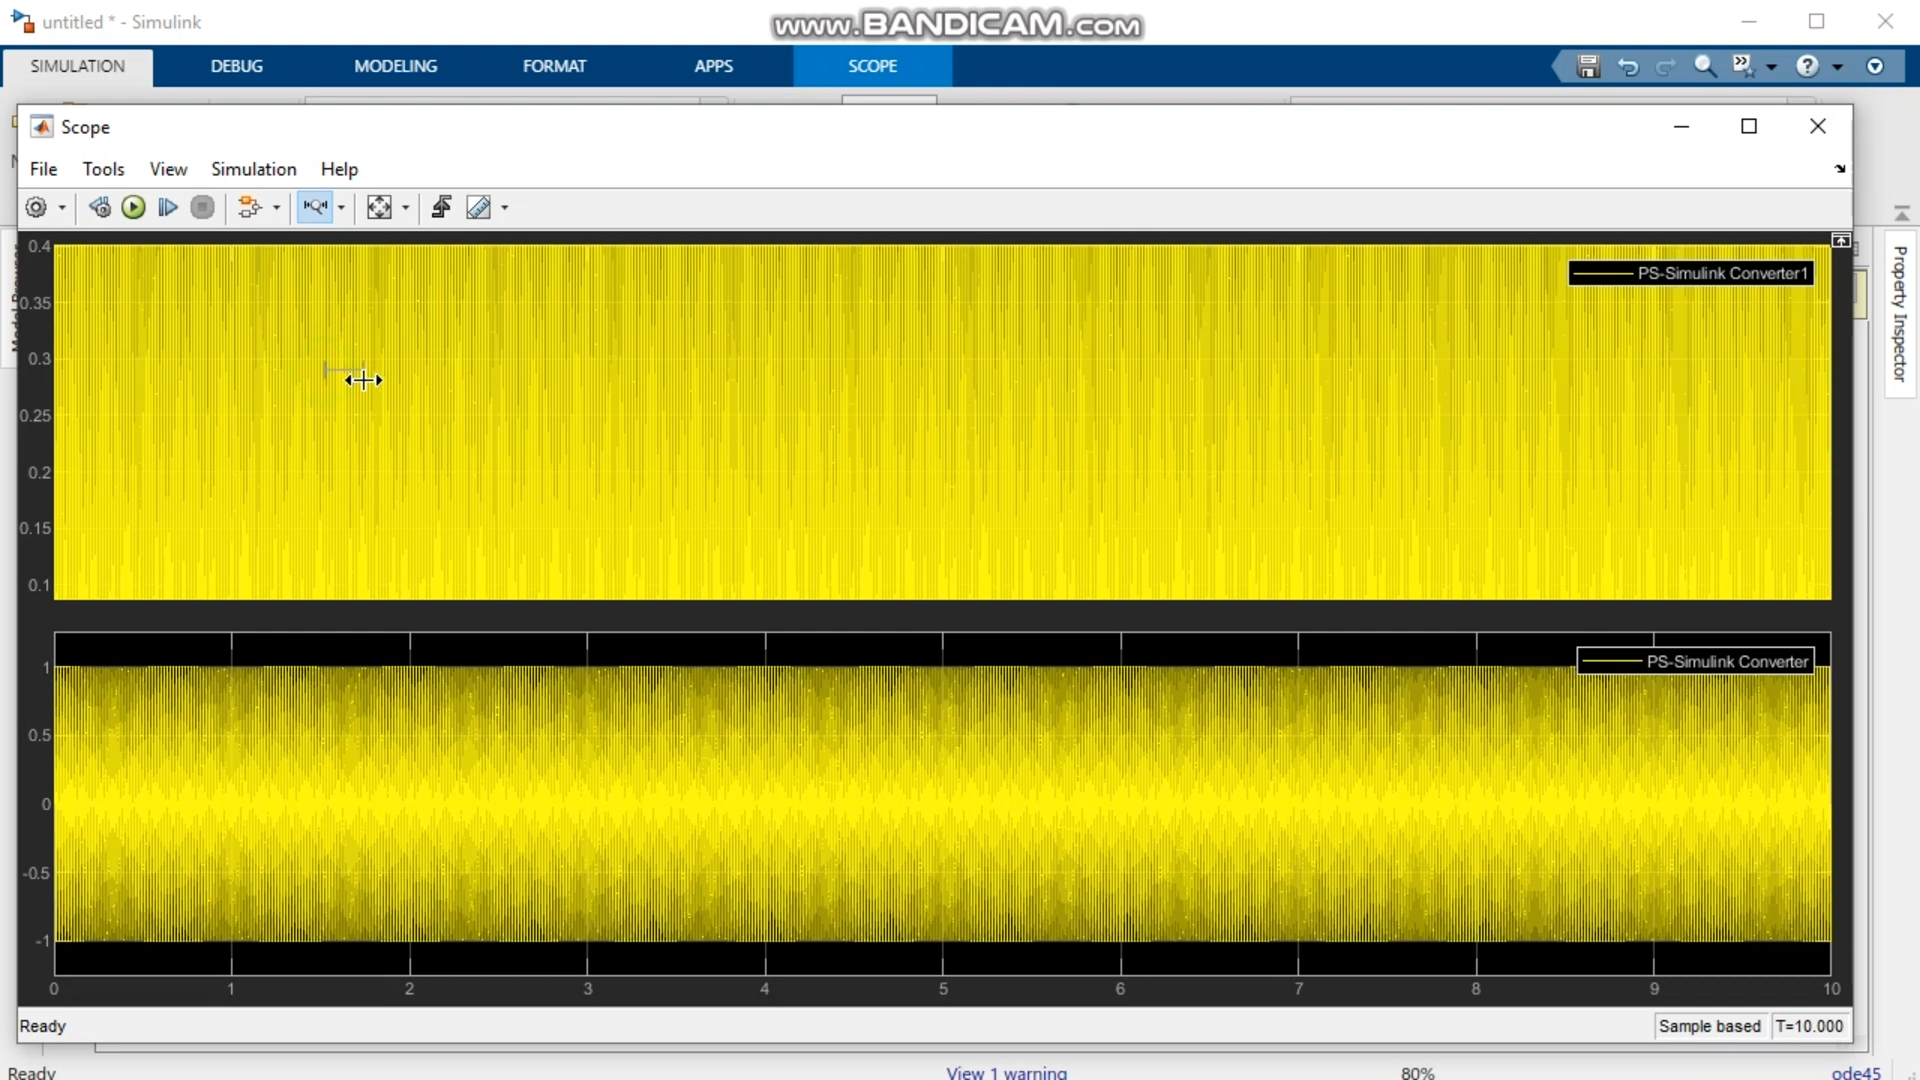 untitled * - Simulink
www.BANDICAM.com
SIMULATION DEBUG MODELING FORMAT APPS SCOPE
Scope
File Tools View Simulation Help
0.4
PS-Simulink Converter1
0.35
0.3
0.25
0.2
0.15
0.1
PS-Simulink Converter
1
0.5
0
-0.5
-1
0 1 2 3 4 5 6 7 8 9 10
Ready Sample based T=10.000
Property Inspector
Ready View 1 warning 80% ode45